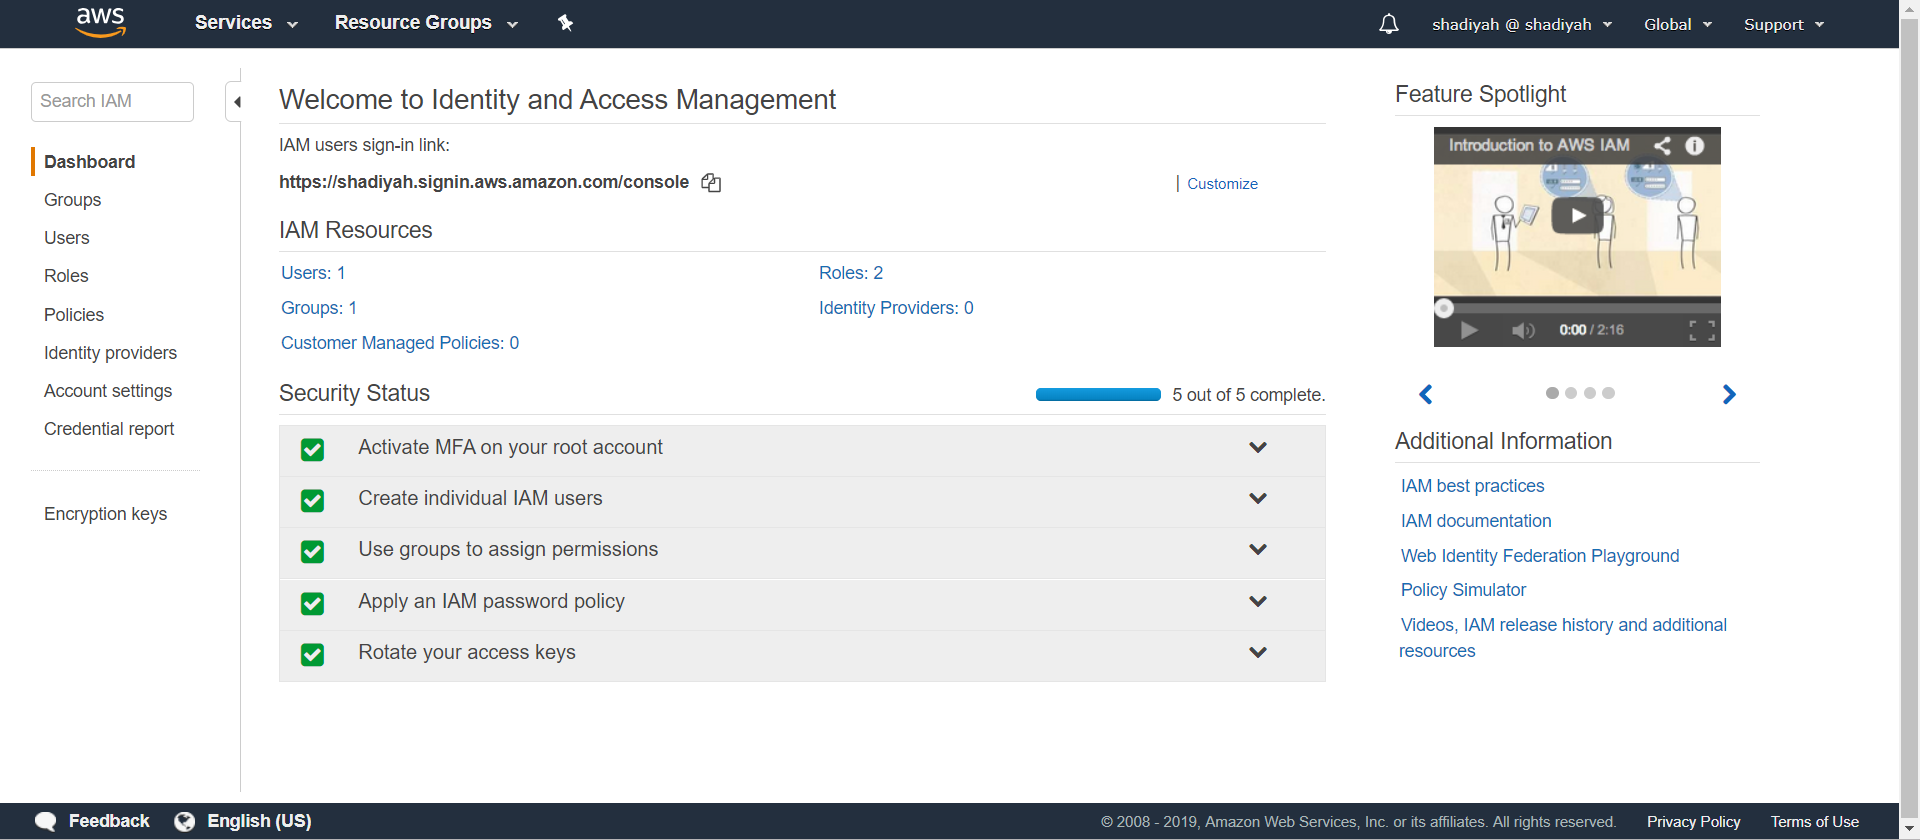 aws
Services
Resource Groups
shadiyah @ shadiyah
Global
Support
Search IAM
Dashboard
Groups
Users
Roles
Policies
Identity providers
Account settings
Credential report
Encryption keys
Welcome to Identity and Access Management
IAM users sign-in link:
https://shadiyah.signin.aws.amazon.com/console
| Customize
IAM Resources
Users: 1
Roles: 2
Groups: 1
Identity Providers: 0
Customer Managed Policies: 0
Security Status
5 out of 5 complete.
Activate MFA on your root account
Create individual IAM users
Use groups to assign permissions
Apply an IAM password policy
Rotate your access keys
Feature Spotlight
Introduction to AWS IAM
0:00 / 2:16
Additional Information
IAM best practices
IAM documentation
Web Identity Federation Playground
Policy Simulator
Videos, IAM release history and additional
resources
Feedback
English (US)
© 2008 - 2019, Amazon Web Services, Inc. or its affiliates. All rights reserved.
Privacy Policy
Terms of Use